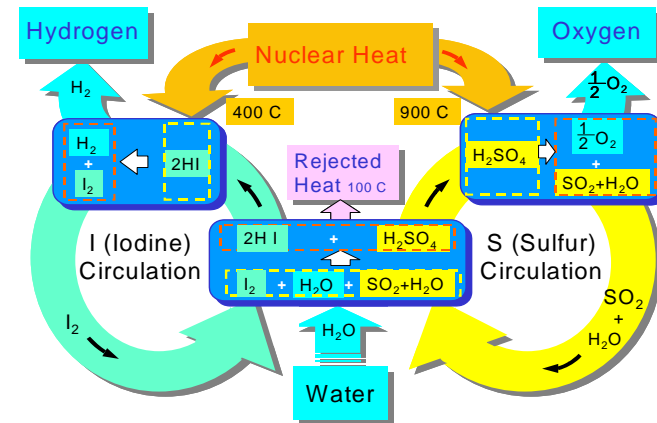 Hydrogen
Nuclear Heat
Oxygen
H₂
½O₂
400 C
900 C
H₂
+
I₂
2HI
H₂SO₄
½O₂
+
SO₂+H₂O
Rejected
Heat 100 C
I (Iodine)
Circulation
2H I + H₂SO₄
I₂ + H₂O + SO₂+H₂O
S (Sulfur)
Circulation
I₂
H₂O
SO₂
+
H₂O
Water